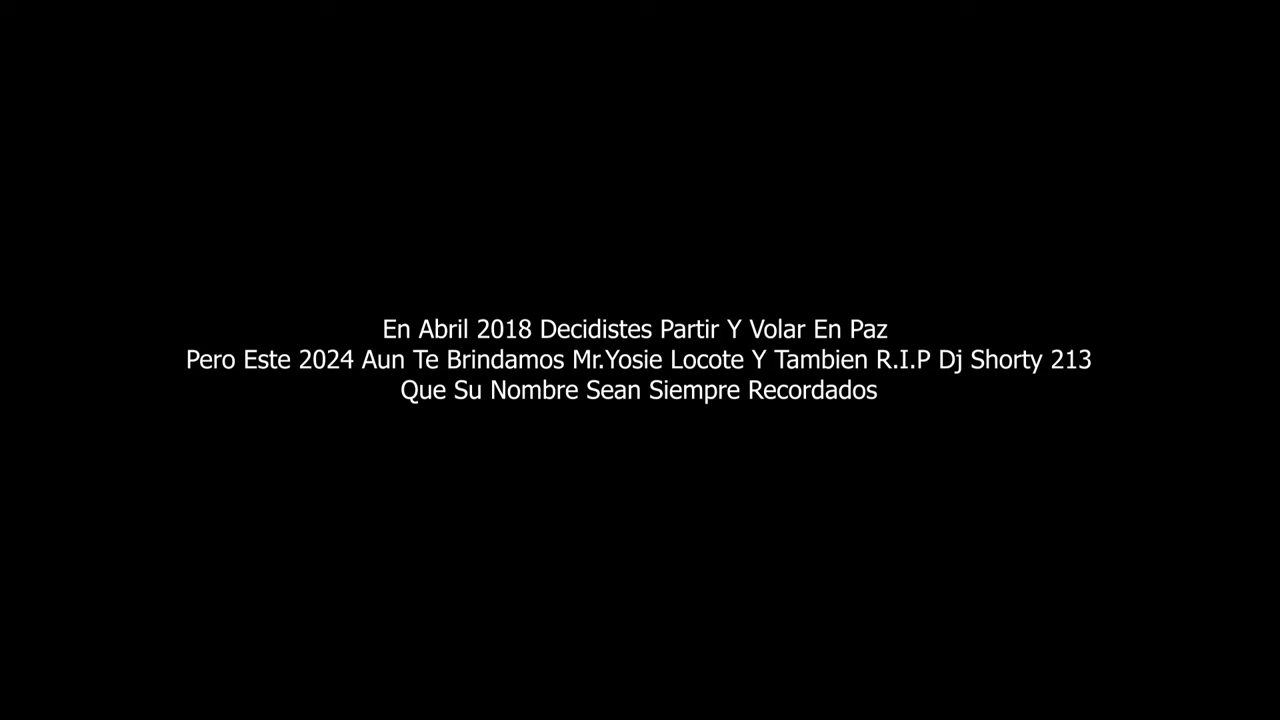 En Abril 2018 Decidistes Partir Y Volar En Paz
Pero Este 2024 Aun Te Brindamos Mr.Yosie Locote Y Tambien R.I.P Dj Shorty 213
Que Su Nombre Sean Siempre Recordados